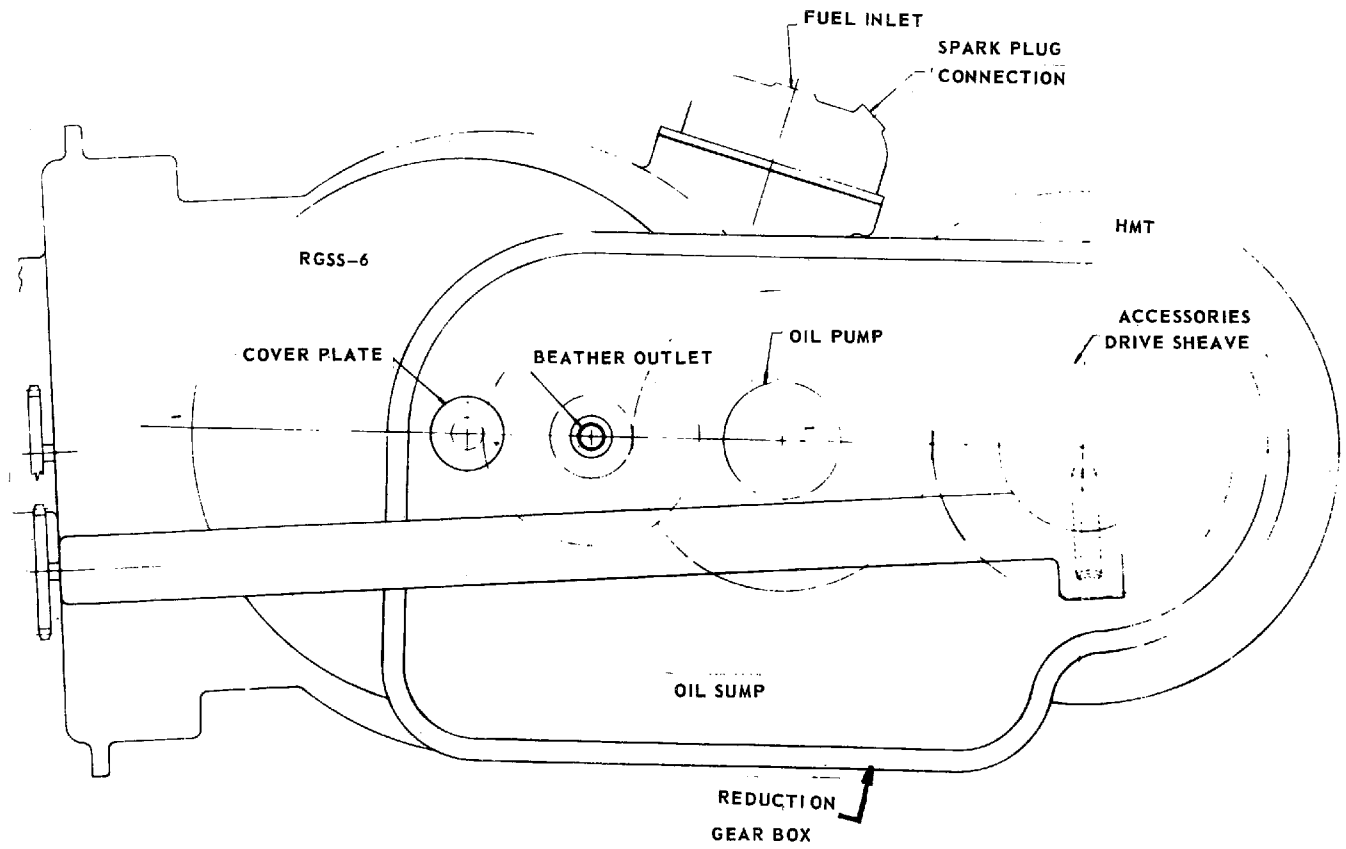 FUEL INLET
SPARK PLUG
CONNECTION
HMT
RGSS-6
ACCESSORIES
DRIVE SHEAVE
OIL PUMP
COVER PLATE
BEATHER OUTLET
OIL SUMP
REDUCTION
GEAR BOX